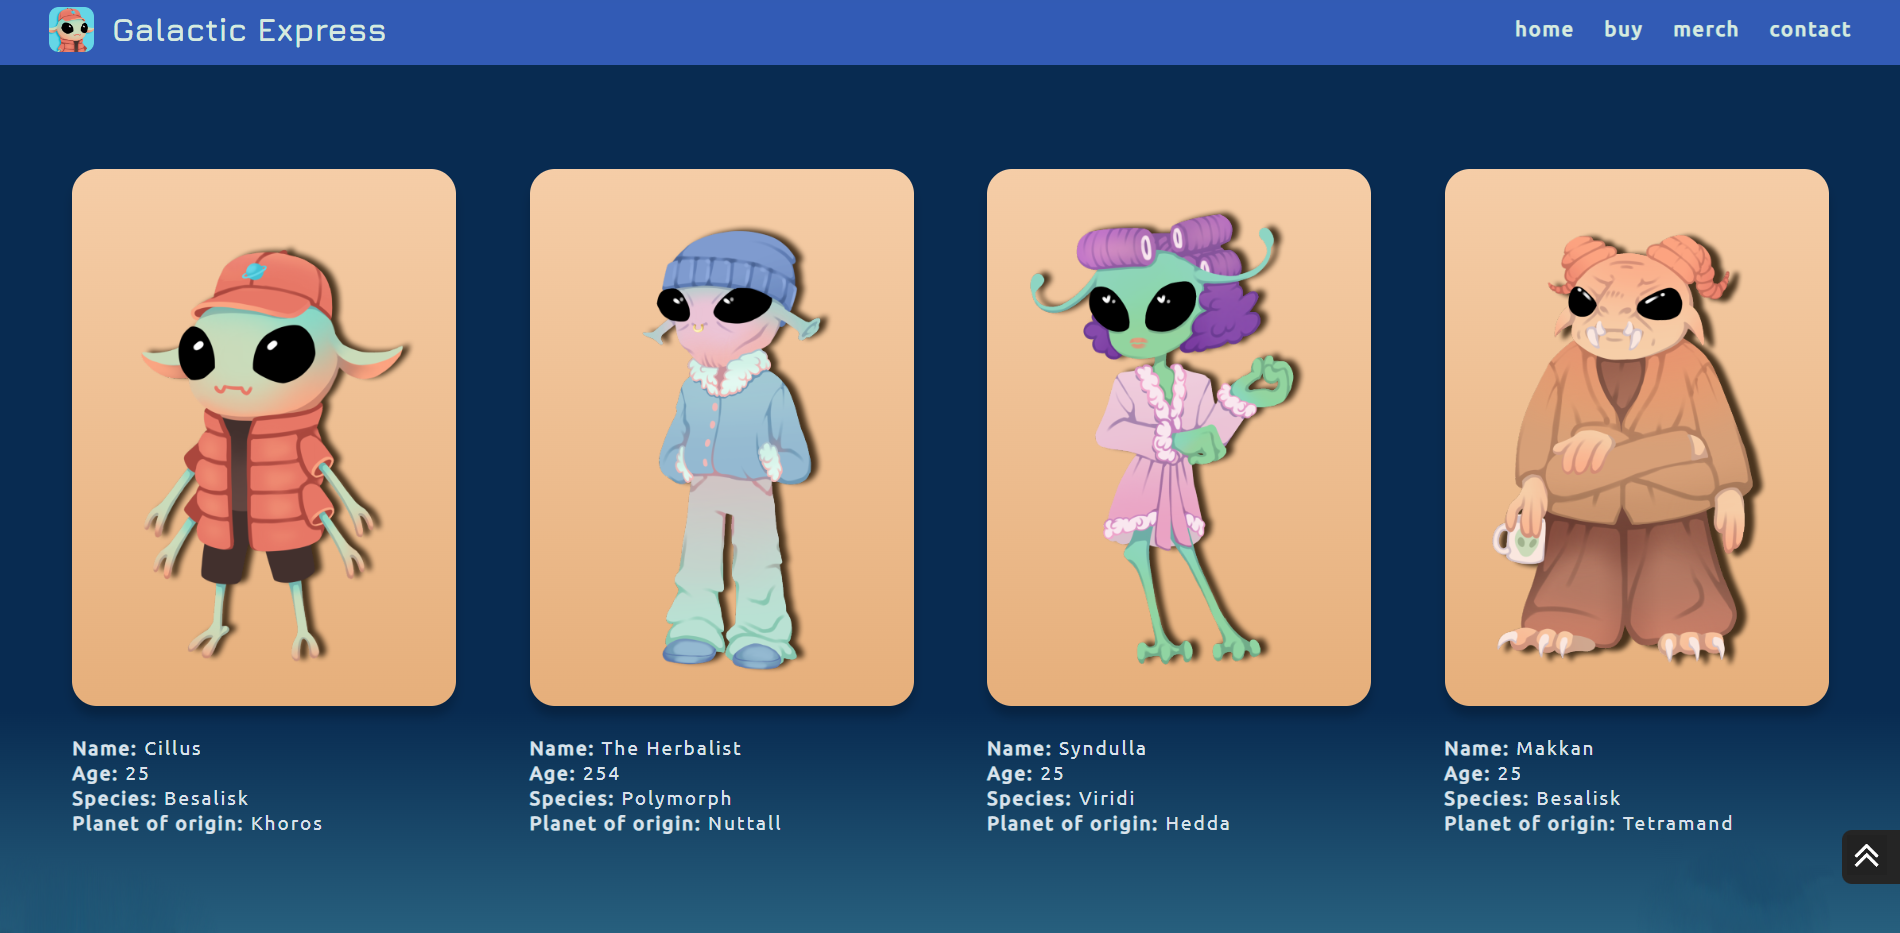 Galactic Express
home buy merch contact
Name: Cillus
Age: 25
Species: Besalisk
Planet of origin: Khoros
Name: The Herbalist
Age: 254
Species: Polymorph
Planet of origin: Nuttall
Name: Syndulla
Age: 25
Species: Viridi
Planet of origin: Hedda
Name: Makkan
Age: 25
Species: Besalisk
Planet of origin: Tetramand